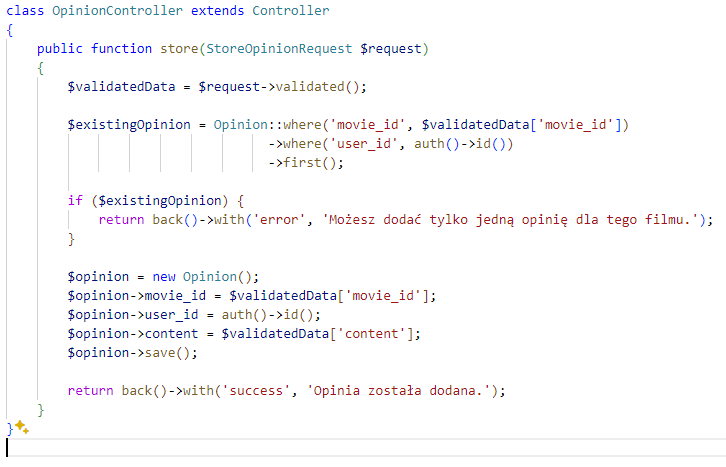 class OpinionController extends Controller
{
    public function store(StoreOpinionRequest $request)
    {
        $validatedData = $request->validated();
        $existingOpinion = Opinion::where('movie_id', $validatedData['movie_id'])
                                  ->where('user_id', auth()->id())
                                  ->first();
        if ($existingOpinion) {
            return back()->with('error', 'Możesz dodać tylko jedną opinię dla tego filmu.');
        }
        $opinion = new Opinion();
        $opinion->movie_id = $validatedData['movie_id'];
        $opinion->user_id = auth()->id();
        $opinion->content = $validatedData['content'];
        $opinion->save();
        return back()->with('success', 'Opinia została dodana.');
    }
}